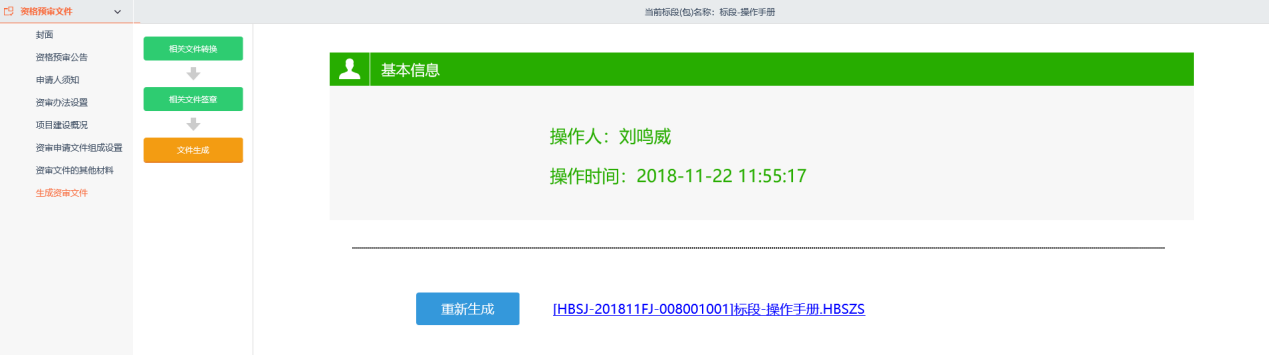 资格预审文件
当前标段(包)名称：标段-操作手册
封面
资格预审公告
申请人须知
资审办法设置
项目建设概况
资审申请文件组成设置
资审文件的其他材料
生成资审文件
相关文件转换
相关文件签章
文件生成
基本信息
操作人：刘鸣威
操作时间：2018-11-22 11:55:17
重新生成
[HBSJ-201811FJ-008001001]标段-操作手册.HBSZS